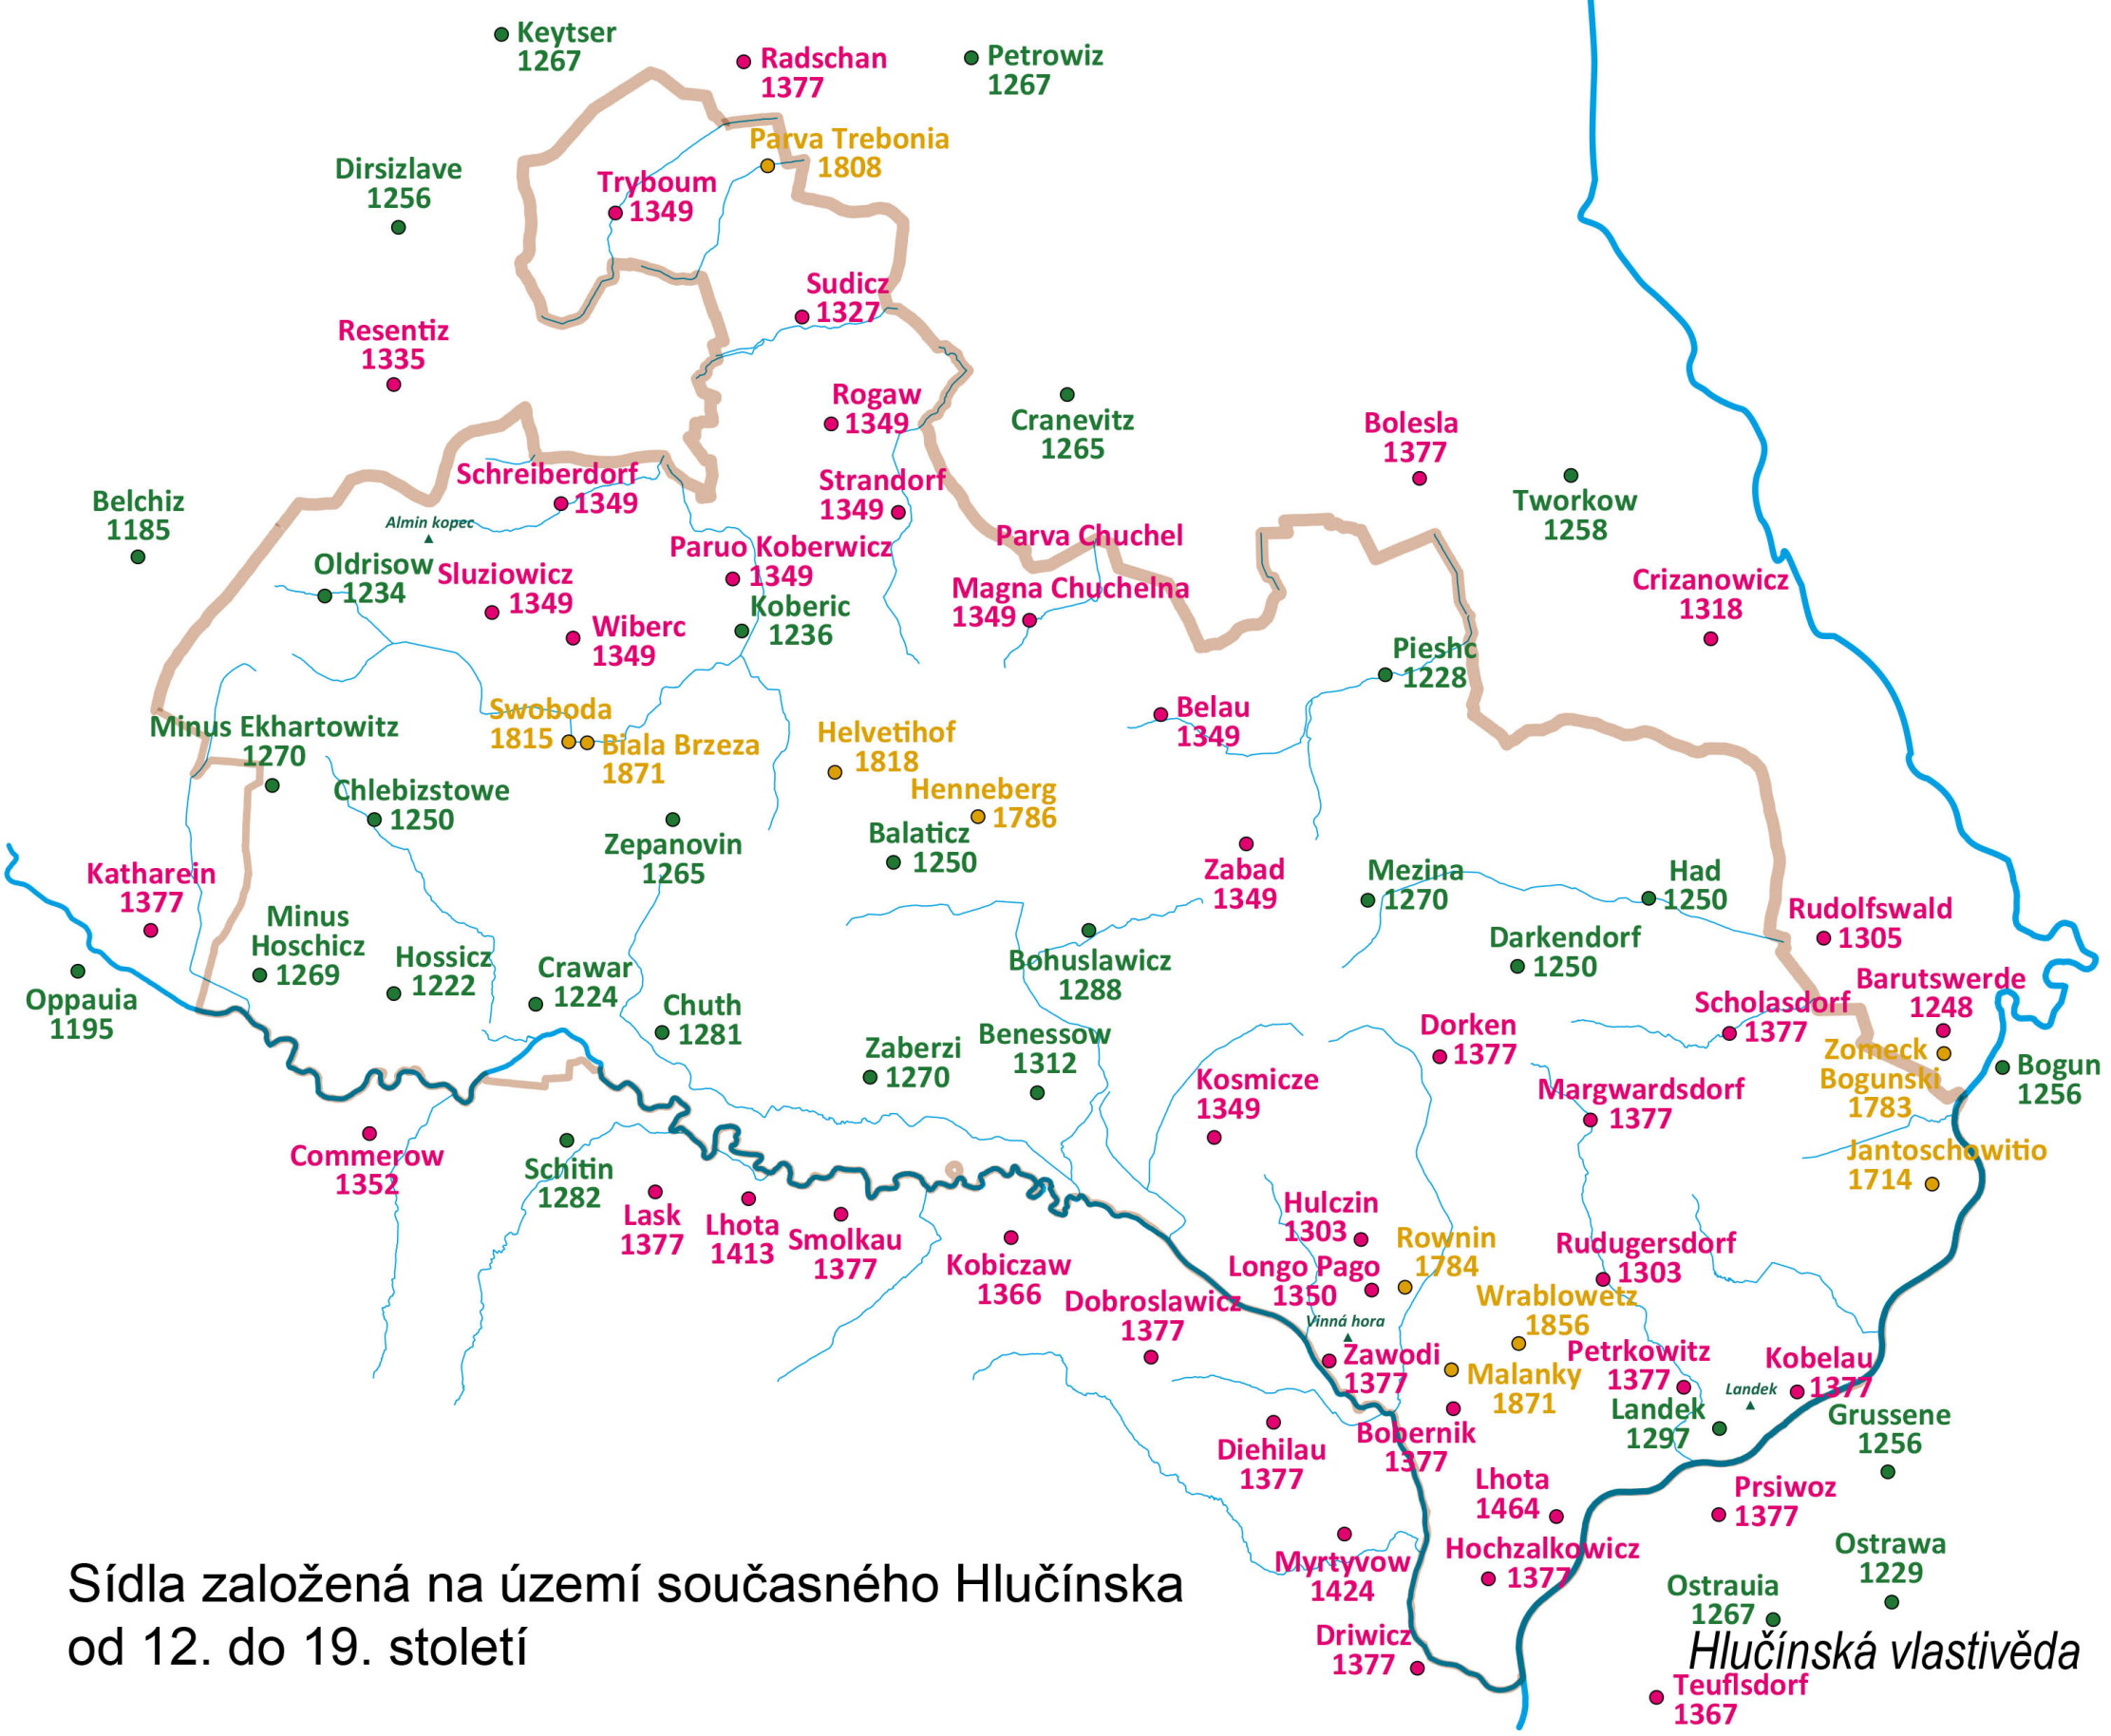 Keytser
1267
Radschan
1377
Petrowiz
1267
Parva Trebonia
1808
Dirsizlave
1256
Tryboum
1349
Sudicz
1327
Resentiz
1335
Rogaw
1349
Cranevitz
1265
Bolesla
1377
Schreiberdorf
1349
Strandorf
1349
Tworkow
1258
Belchiz
1185
Almin kopec
Parva Chuchel
Paruo Koberwicz
1349
Oldrisow
1234
Sluziowicz
1349
Magna Chuchelna
1349
Crizanowicz
1318
Koberic
1236
Wiberc
1349
Pieshc
1228
Minus Ekhartowitz
1270
Swoboda
1815
Biala Brzeza
1871
Helvetihof
1818
Belau
1349
Chlebizstowe
1250
Henneberg
1786
Zepanovin
1265
Balaticz
1250
Katharein
1377
Zabad
1349
Mezina
1270
Had
1250
Minus
Hoschicz
1269
Hossicz
1222
Crawar
1224
Bohuslawicz
1288
Darkendorf
1250
Rudolfswald
1305
Oppauia
1195
Chuth
1281
Barutswerde
1248
Scholasdorf
1377
Zaberzi
1270
Benessow
1312
Dorken
1377
Zomeck
Bogunski
1783
Bogun
1256
Kosmicze
1349
Margwardsdorf
1377
Commerow
1352
Schitin
1282
Jantoschowitio
1714
Lask
1377
Lhota
1413
Smolkau
1377
Kobiczaw
1366
Hulczin
1303
Rownin
1784
Rudugersdorf
1303
Longo Pago
1350
Dobroslawicz
1377
Wrablowetz
1856
Vinná hora
Zawodi
1377
Petrkowitz
1377
Kobelau
1377
Malanky
1871
Landek
Landek
1297
Grussene
1256
Diehilau
1377
Bobernik
1377
Lhota
1464
Prsiwoz
1377
Myrtyvow
1424
Hochzalkowicz
1377
Ostrawa
1229
Ostrauia
1267
Driwicz
1377
Teuflsdorf
1367
Sídla založená na území současného Hlučínska
od 12. do 19. století
Hlučínská vlastivěda